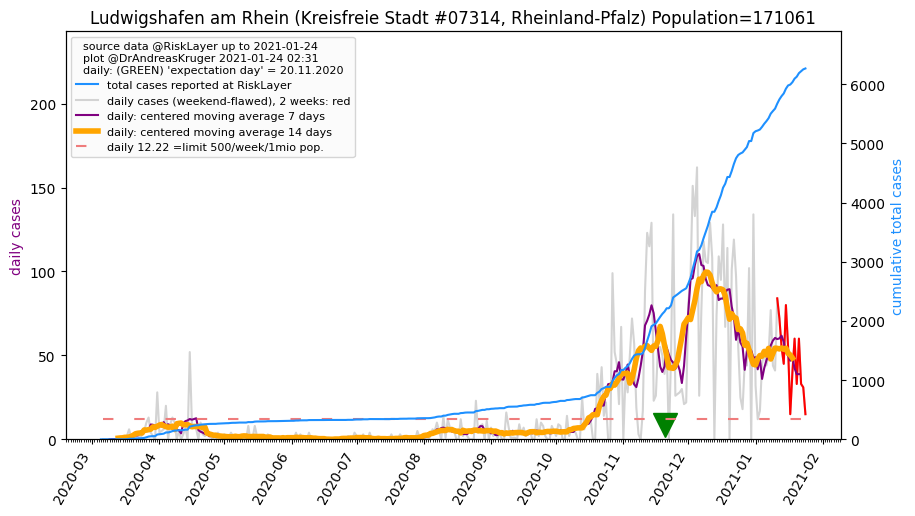 Ludwigshafen am Rhein (Kreisfreie Stadt #07314, Rheinland-Pfalz) Population=171061
source data @RiskLayer up to 2021-01-24
plot @DrAndreasKruger 2021-01-24 02:31
daily: (GREEN) 'expectation day' = 20.11.2020
total cases reported at RiskLayer
daily cases (weekend-flawed), 2 weeks: red
daily: centered moving average 7 days
daily: centered moving average 14 days
daily 12.22 =limit 500/week/1mio pop.
daily cases
200
150
100
50
0
cumulative total cases
6000
5000
4000
3000
2000
1000
0
2020-03
2020-04
2020-05
2020-06
2020-07
2020-08
2020-09
2020-10
2020-11
2020-12
2021-01
2021-02